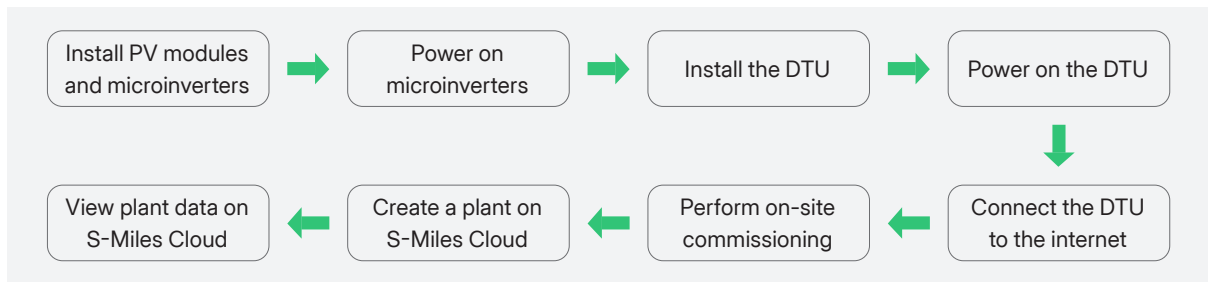 Install PV modules
and microinverters
Power on
microinverters
Install the DTU
Power on the DTU
Connect the DTU
to the internet
Perform on-site
commissioning
Create a plant on
S-Miles Cloud
View plant data on
S-Miles Cloud